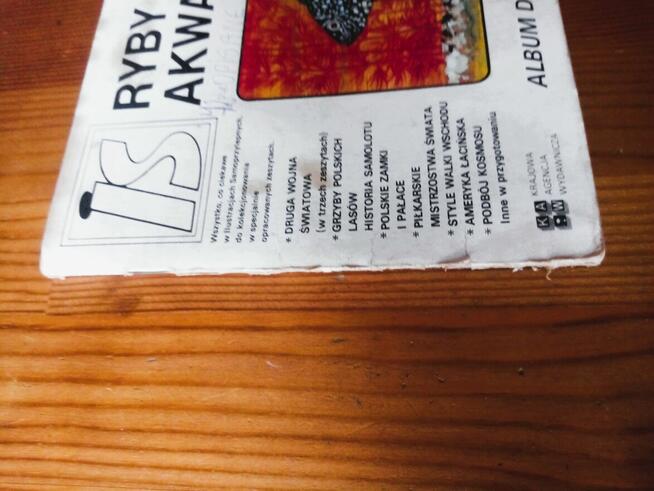 RYBY
AKWA
IS
Wszystko, co ciekawe
w Ilustracjach Samoprzylepnych,
do kolekcjonowania
w specjalnie
opracowanych zeszytach.
* DRUGA WOJNA
ŚWIATOWA
(w trzech zeszytach)
* GRZYBY POLSKICH
LASÓW
HISTORIA SAMOLOTU
* POLSKIE ZAMKI
I PAŁACE
* PIŁKARSKIE
MISTRZOSTWA ŚWIATA
* STYLE WALKI WSCHODU
* AMERYKA ŁACIŃSKA
* PODBÓJ KOSMOSU
Inne w przygotowaniu
KRAJOWA
AGENCJA
WYDAWNICZA
KAW
ALBUM D